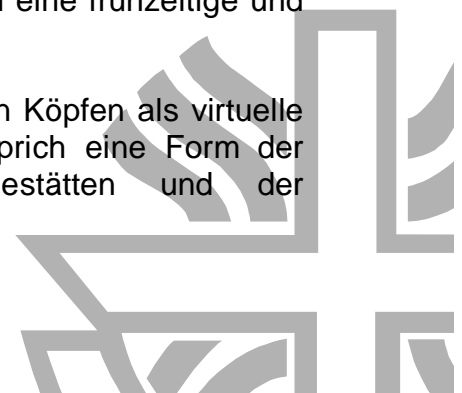 eine frühzeitige und
n Köpfen als virtuelle
prich eine Form der
estätten und der